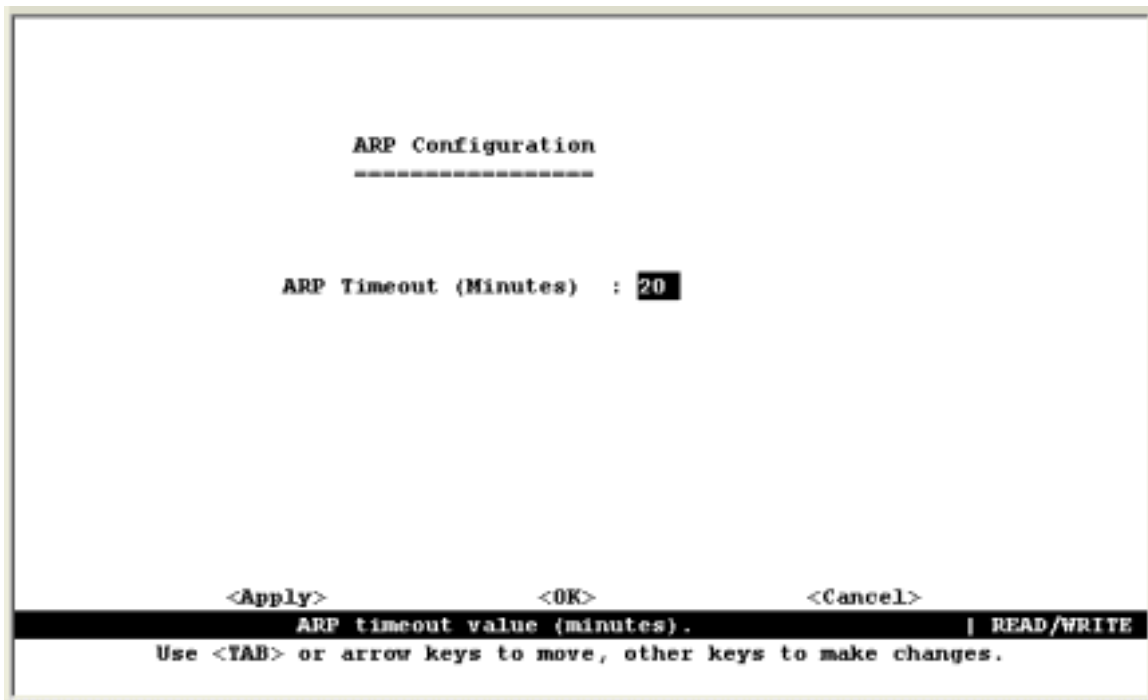 ARP Configuration
=================
ARP Timeout (Minutes) : 20
<Apply> <OK> <Cancel>
ARP timeout value (minutes). | READ/WRITE
Use <TAB> or arrow keys to move, other keys to make changes.